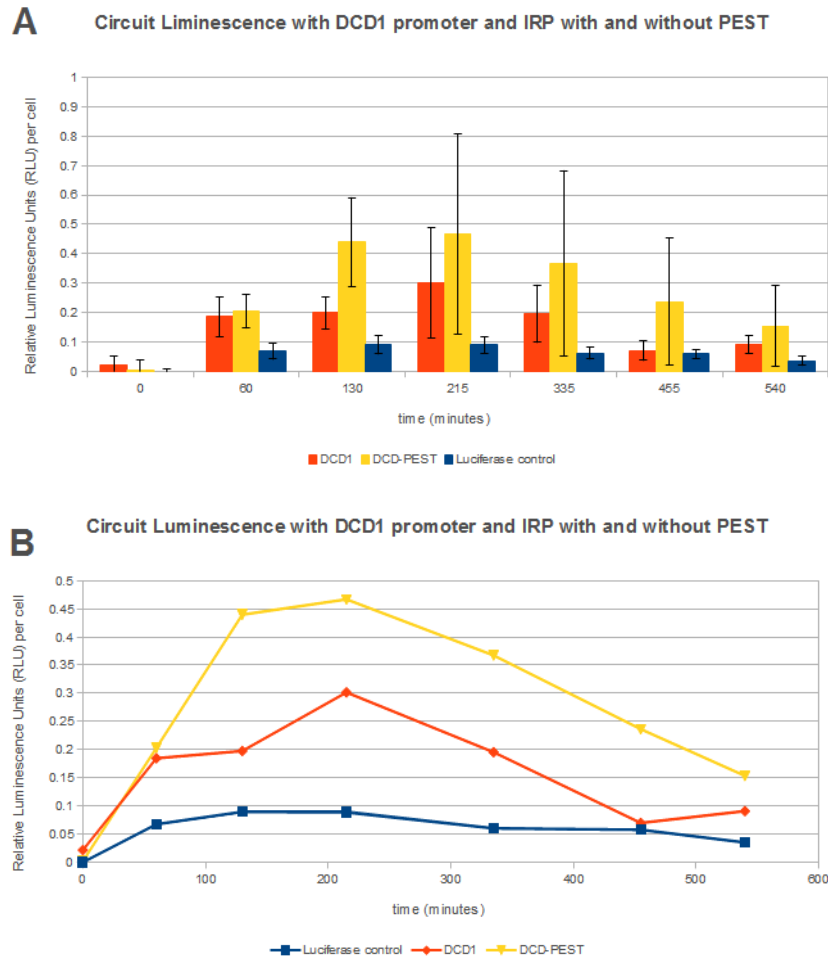 A
Circuit Liminescence with DCD1 promoter and IRP with and without PEST
Relative Luminescence Units (RLU) per cell
1
0.9
0.8
0.7
0.6
0.5
0.4
0.3
0.2
0.1
0
0 60 130 215 335 455 540
time (minutes)
DCD1 DCD-PEST Luciferase control
B
Circuit Luminescence with DCD1 promoter and IRP with and without PEST
Relative Luminescence Units (RLU) per cell
0.5
0.45
0.4
0.35
0.3
0.25
0.2
0.15
0.1
0.05
0
0 100 200 300 400 500 600
time (minutes)
Luciferase control DCD1 DCD-PEST